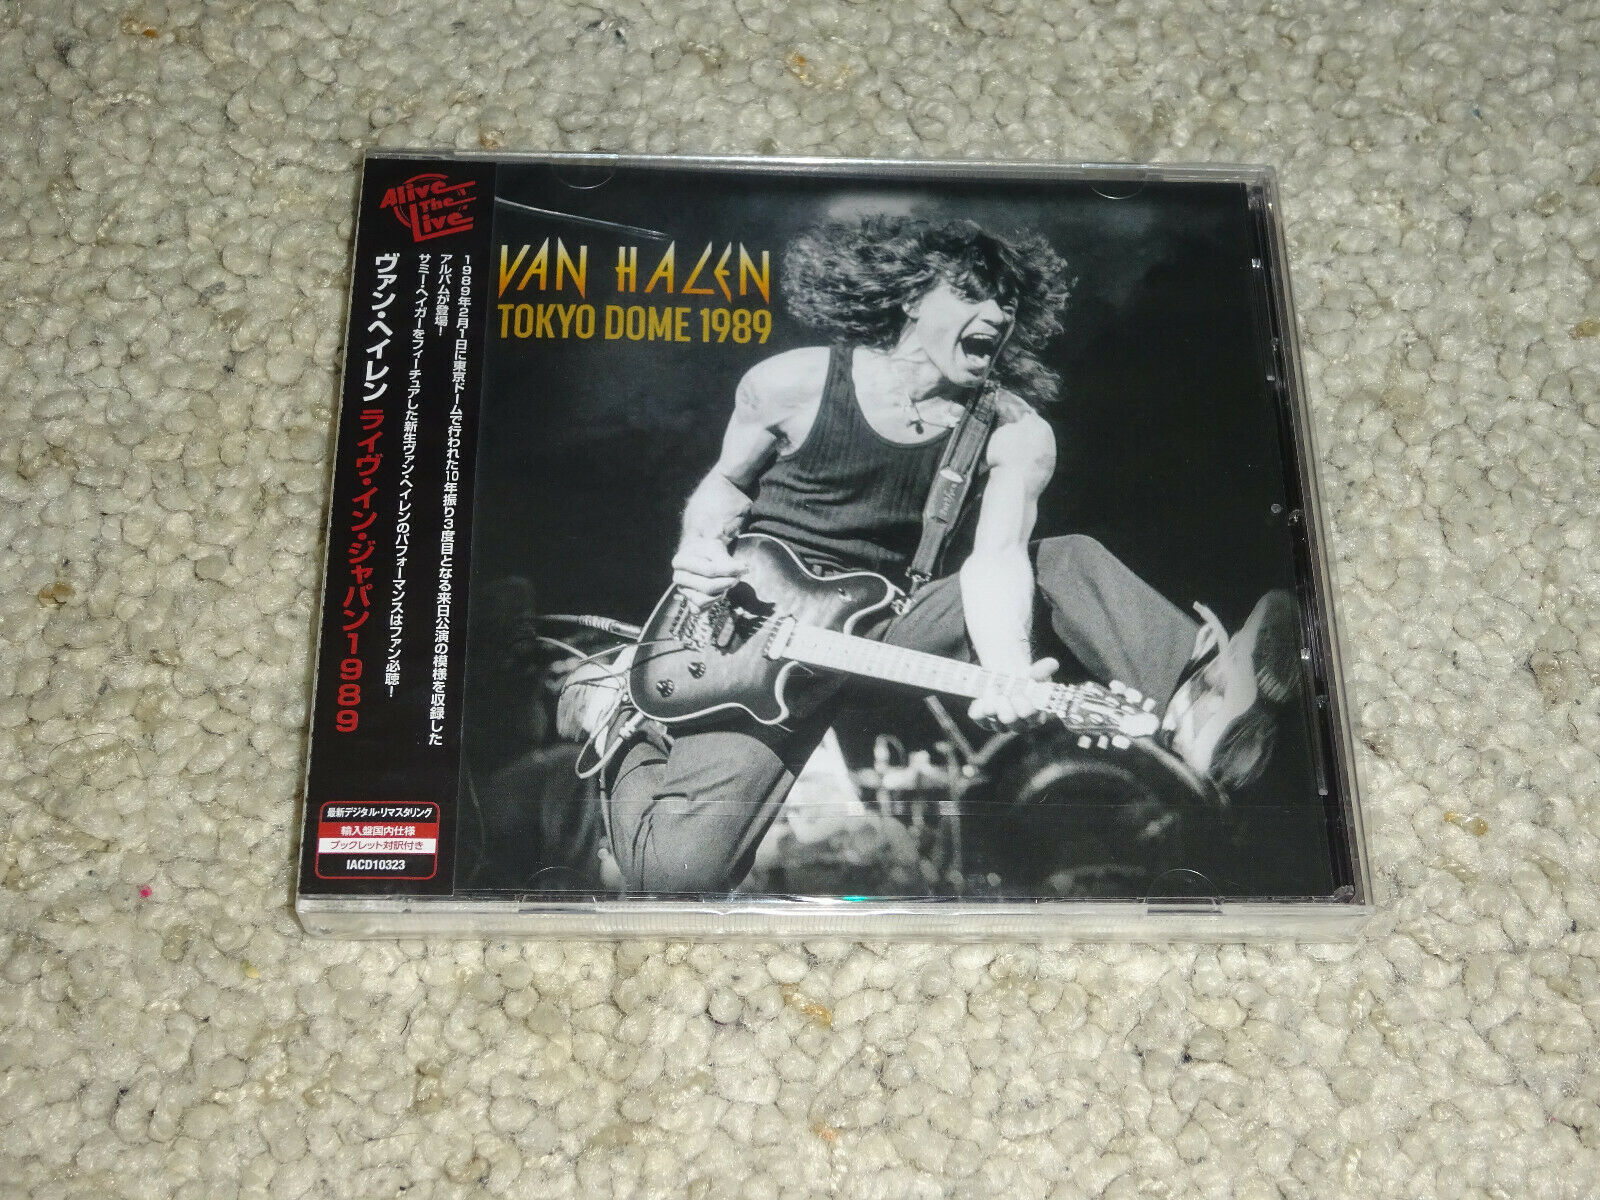 Alive The Live
ヴァン・ヘイレン ライヴ・イン・ジャパン1989
1989年2月1日に東京ドームで行われた10年振り3度目となる来日公演の模様を収録した
アルバムが登場!
サミー・ヘイガーをフィーチュアした新生ヴァン・ヘイレンのパフォーマンスはファン必聴!
最新デジタル・リマスタリング
輸入盤国内仕様
ブックレット対訳付き
IACD10323
VAN HALEN
TOKYO DOME 1989